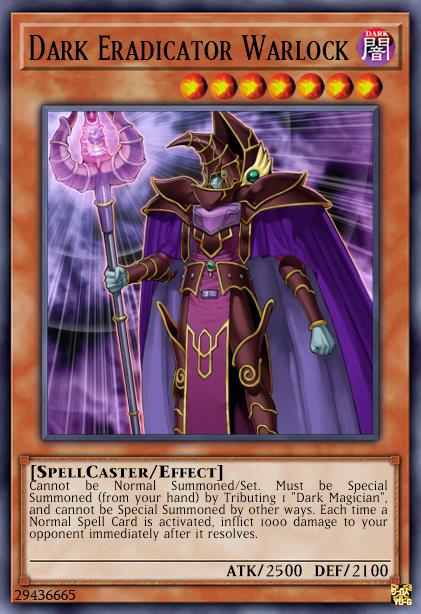 Dark Eradicator Warlock
DARK
闇
[SpellCaster/Effect]
Cannot be Normal Summoned/Set. Must be Special
Summoned (from your hand) by Tributing 1 "Dark Magician",
and cannot be Special Summoned by other ways. Each time a
Normal Spell Card is activated, inflict 1000 damage to your
opponent immediately after it resolves.
ATK/2500 DEF/2100
29436665